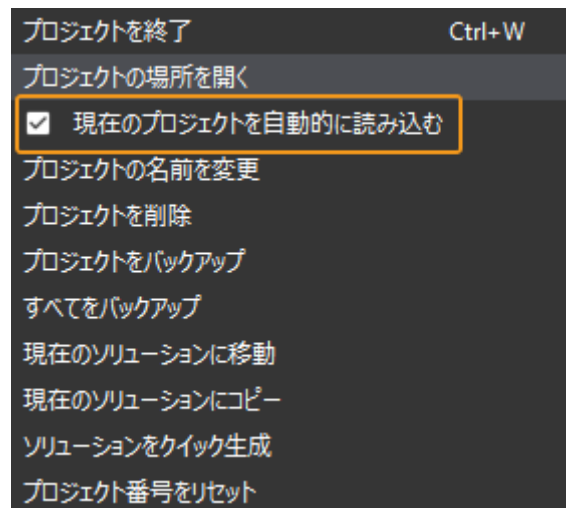 プロジェクトを終了 Ctrl+W
プロジェクトの場所を開く
現在のプロジェクトを自動的に読み込む
プロジェクトの名前を変更
プロジェクトを削除
プロジェクトをバックアップ
すべてをバックアップ
現在のソリューションに移動
現在のソリューションにコピー
ソリューションをクイック生成
プロジェクト番号をリセット